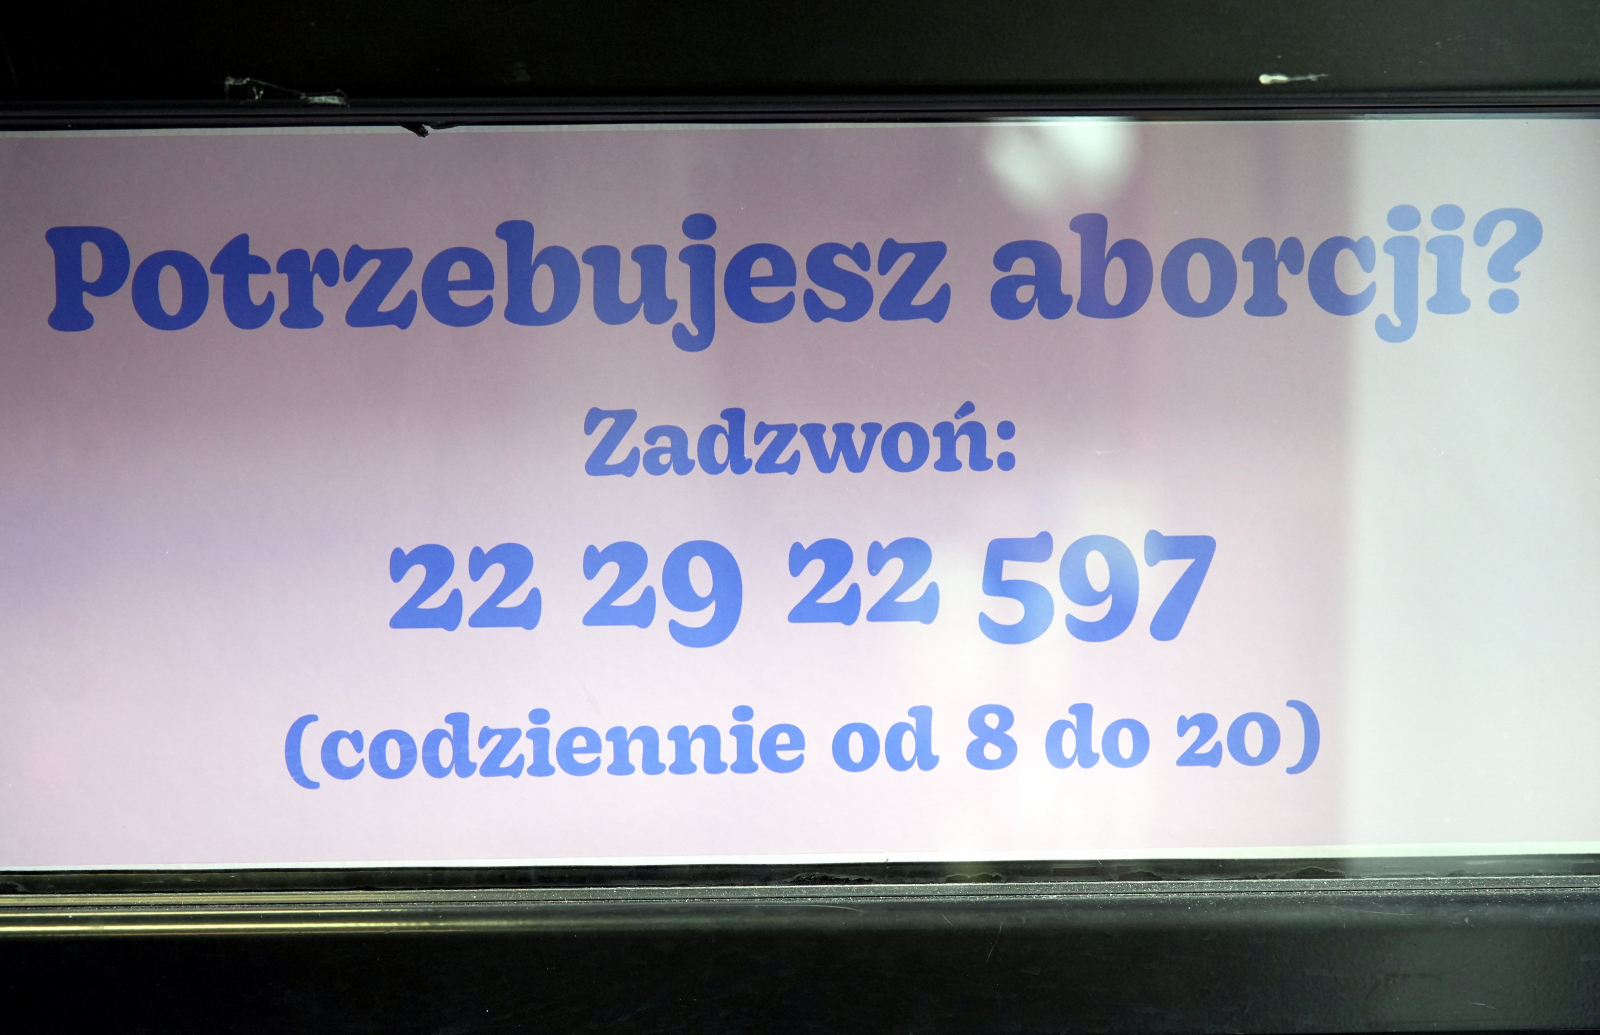 Potrzebujesz aborcji?
Zadzwoń:
22 29 22 597
(codziennie od 8 do 20)